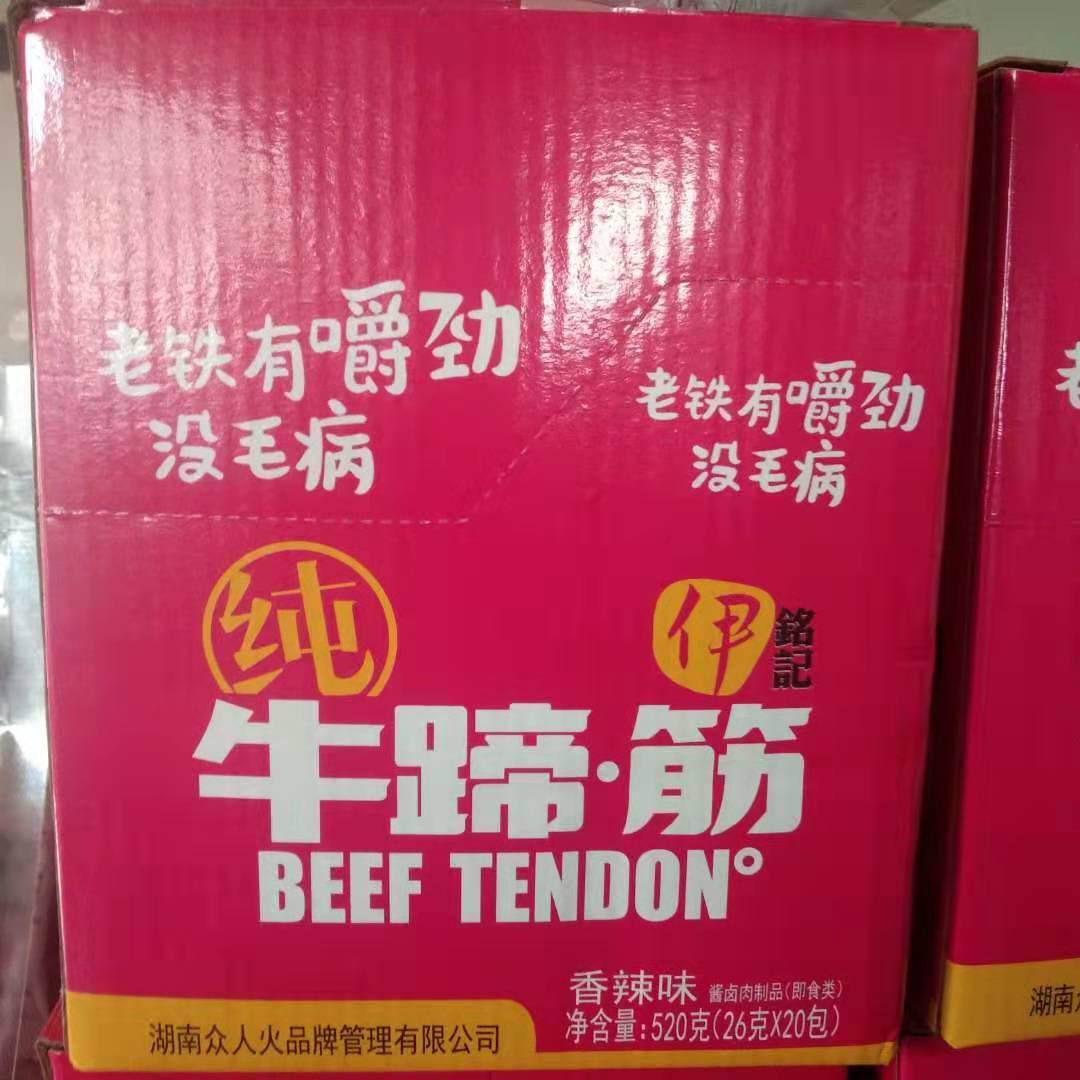 老铁有嚼劲
没毛病
老铁有嚼劲
没毛病
纯
伊
銘記
牛蹄·筋
BEEF TENDON°
香辣味 酱卤肉制品(即食类)
净含量:520克(26克X20包)
湖南众人火品牌管理有限公司
老
湖南